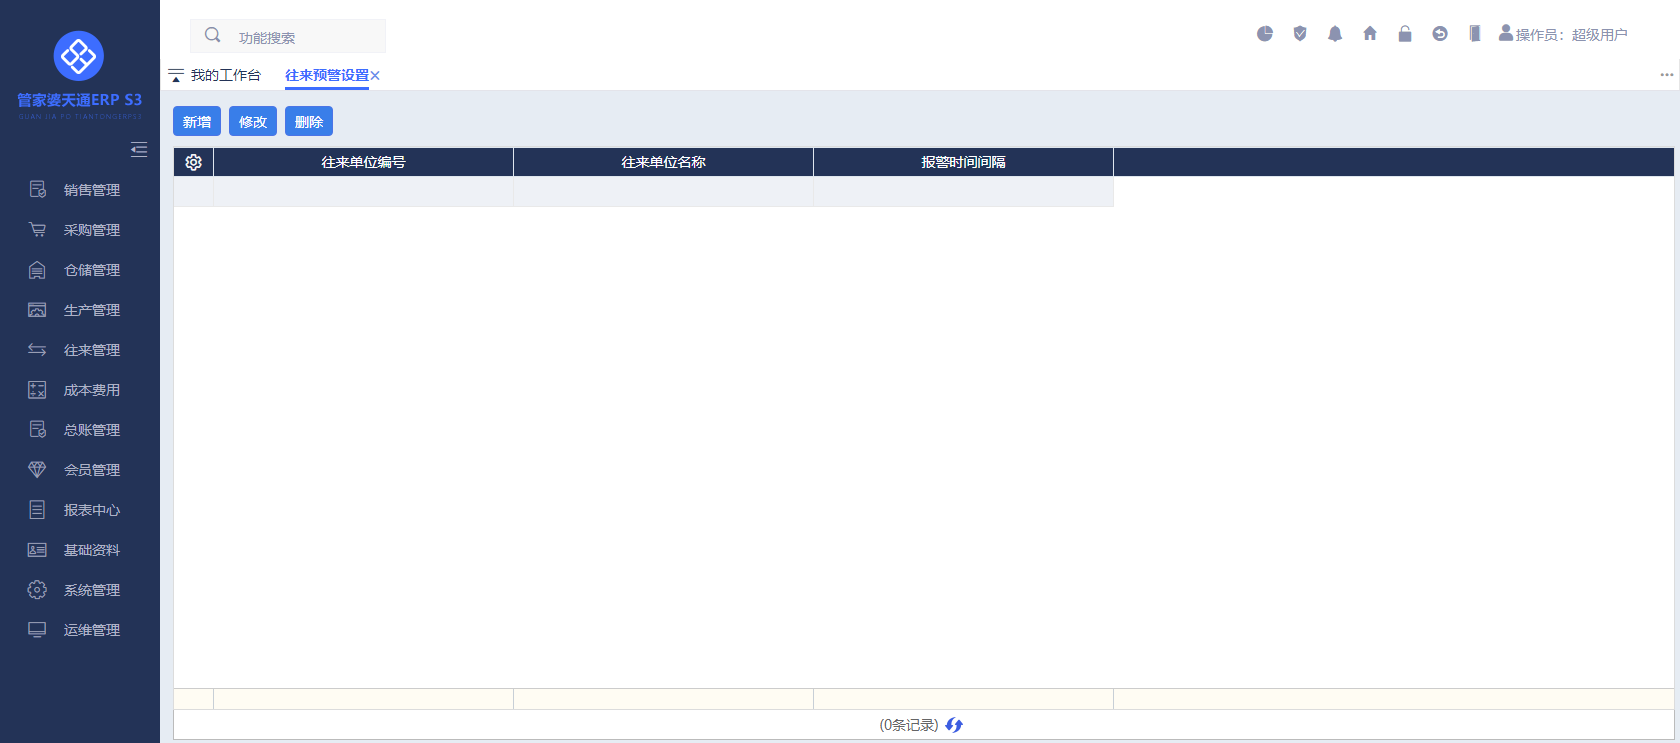 功能搜索
操作员：超级用户
管家婆天通ERP S3
GUAN JIA PO TIANTONGERPS3
我的工作台
往来预警设置×
新增
修改
删除
往来单位编号
往来单位名称
报警时间间隔
销售管理
采购管理
仓储管理
生产管理
往来管理
成本费用
总账管理
会员管理
报表中心
基础资料
系统管理
运维管理
(0条记录)